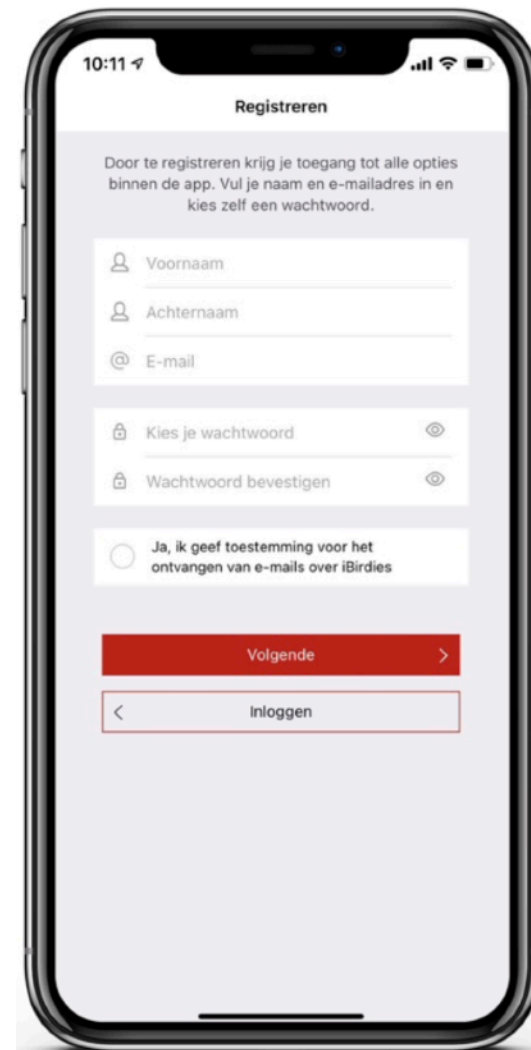 10:11
Registreren
Door te registreren krijg je toegang tot alle opties
binnen de app. Vul je naam en e-mailadres in en
kies zelf een wachtwoord.
Voornaam
Achternaam
@ E-mail
Kies je wachtwoord
Wachtwoord bevestigen
Ja, ik geef toestemming voor het
ontvangen van e-mails over iBirdies
Volgende
Inloggen